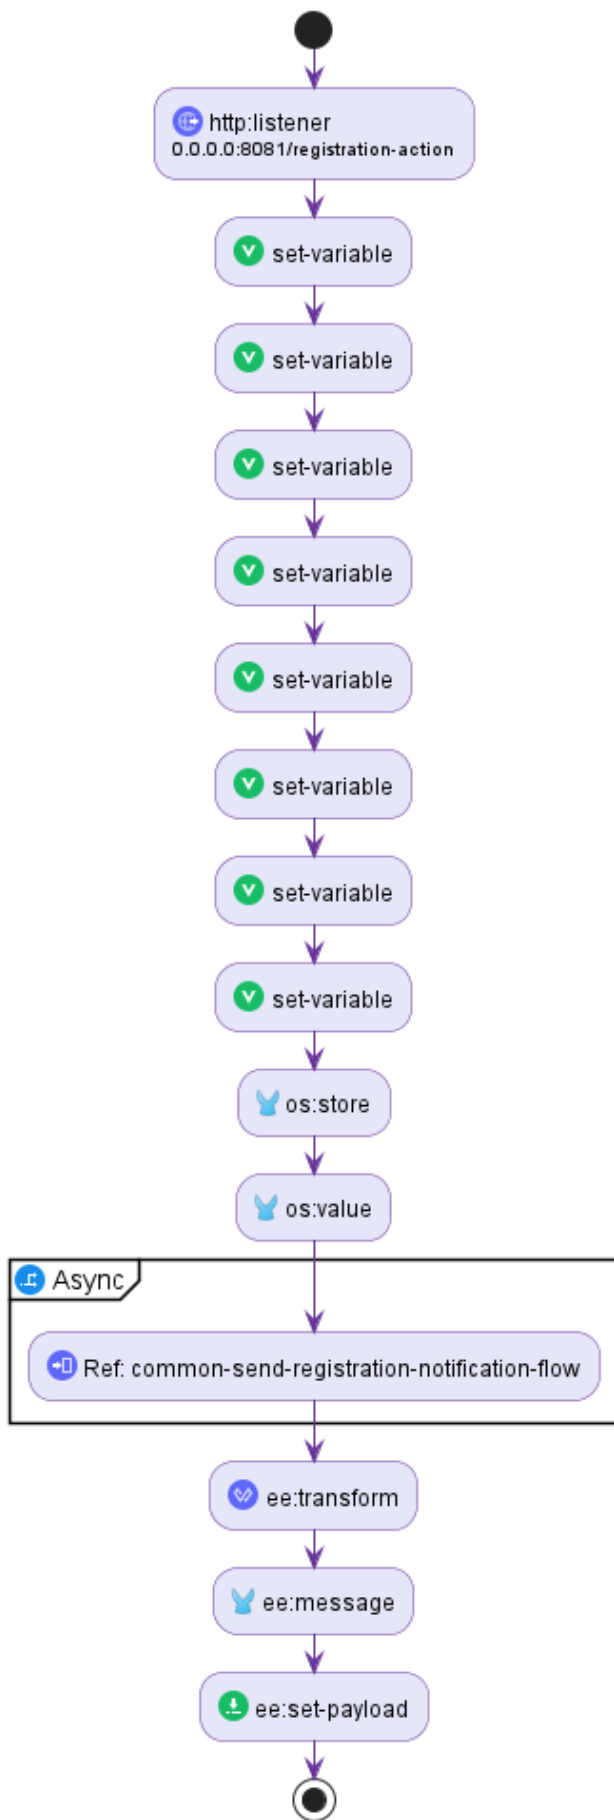 http:listener
0.0.0.0:8081/registration-action
set-variable
set-variable
set-variable
set-variable
set-variable
set-variable
set-variable
set-variable
os:store
os:value
Async
Ref: common-send-registration-notification-flow
ee:transform
ee:message
ee:set-payload